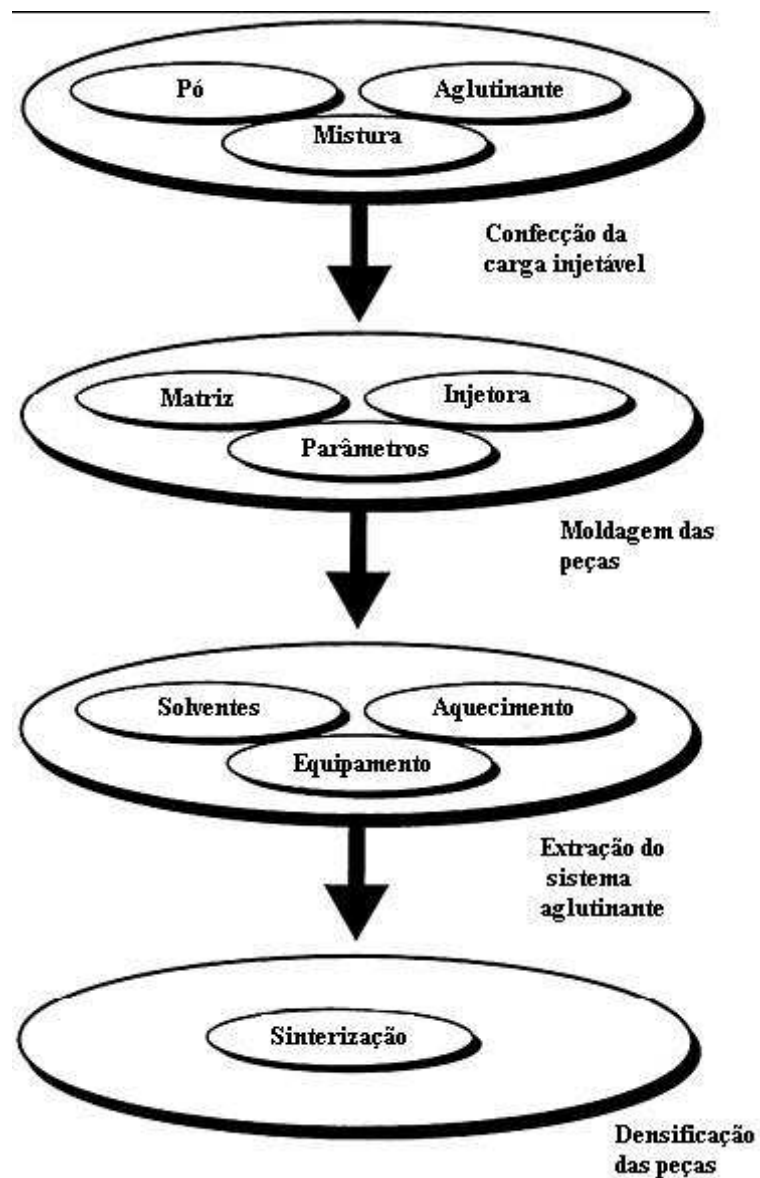 Pó
Aglutinante
Mistura
Confecção da
carga injetável
Matriz
Injetora
Parâmetros
Moldagem das
peças
Solventes
Aquecimento
Equipamento
Extração do
sistema
aglutinante
Sinterização
Densificação
das peças